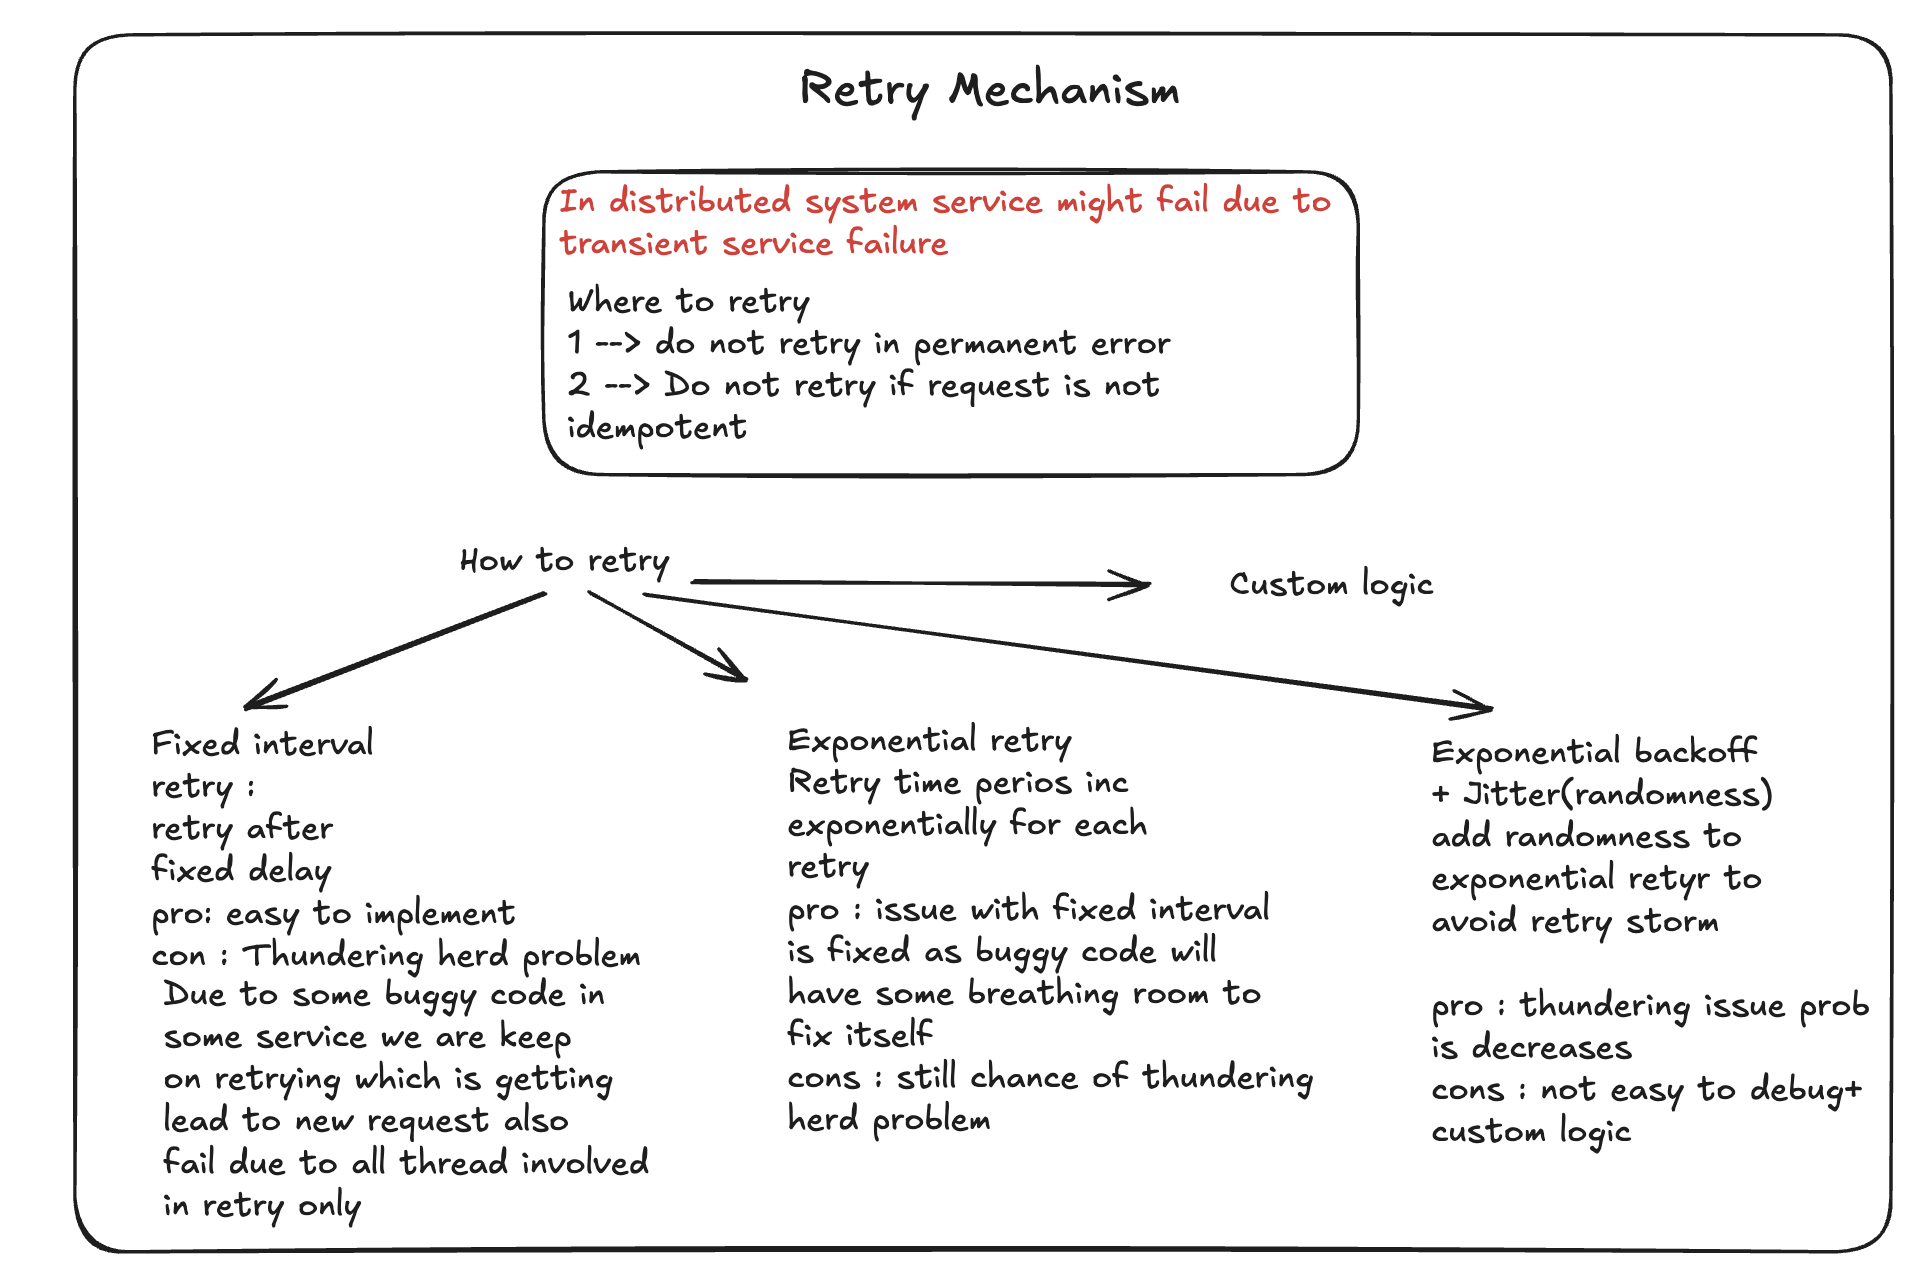 Retry Mechanism
In distributed system service might fail due to
transient service failure
Where to retry
1 --> do not retry in permanent error
2 --> Do not retry if request is not
idempotent
How to retry
Custom logic
Fixed interval
retry :
retry after
fixed delay
pro: easy to implement
con : Thundering herd problem
Due to some buggy code in
some service we are keep
on retrying which is getting
lead to new request also
fail due to all thread involved
in retry only
Exponential retry
Retry time perios inc
exponentially for each
retry
pro : issue with fixed interval
is fixed as buggy code will
have some breathing room to
fix itself
cons : still chance of thundering
herd problem
Exponential backoff
+ Jitter(randomness)
add randomness to
exponential retyr to
avoid retry storm
pro : thundering issue prob
is decreases
cons : not easy to debug+
custom logic